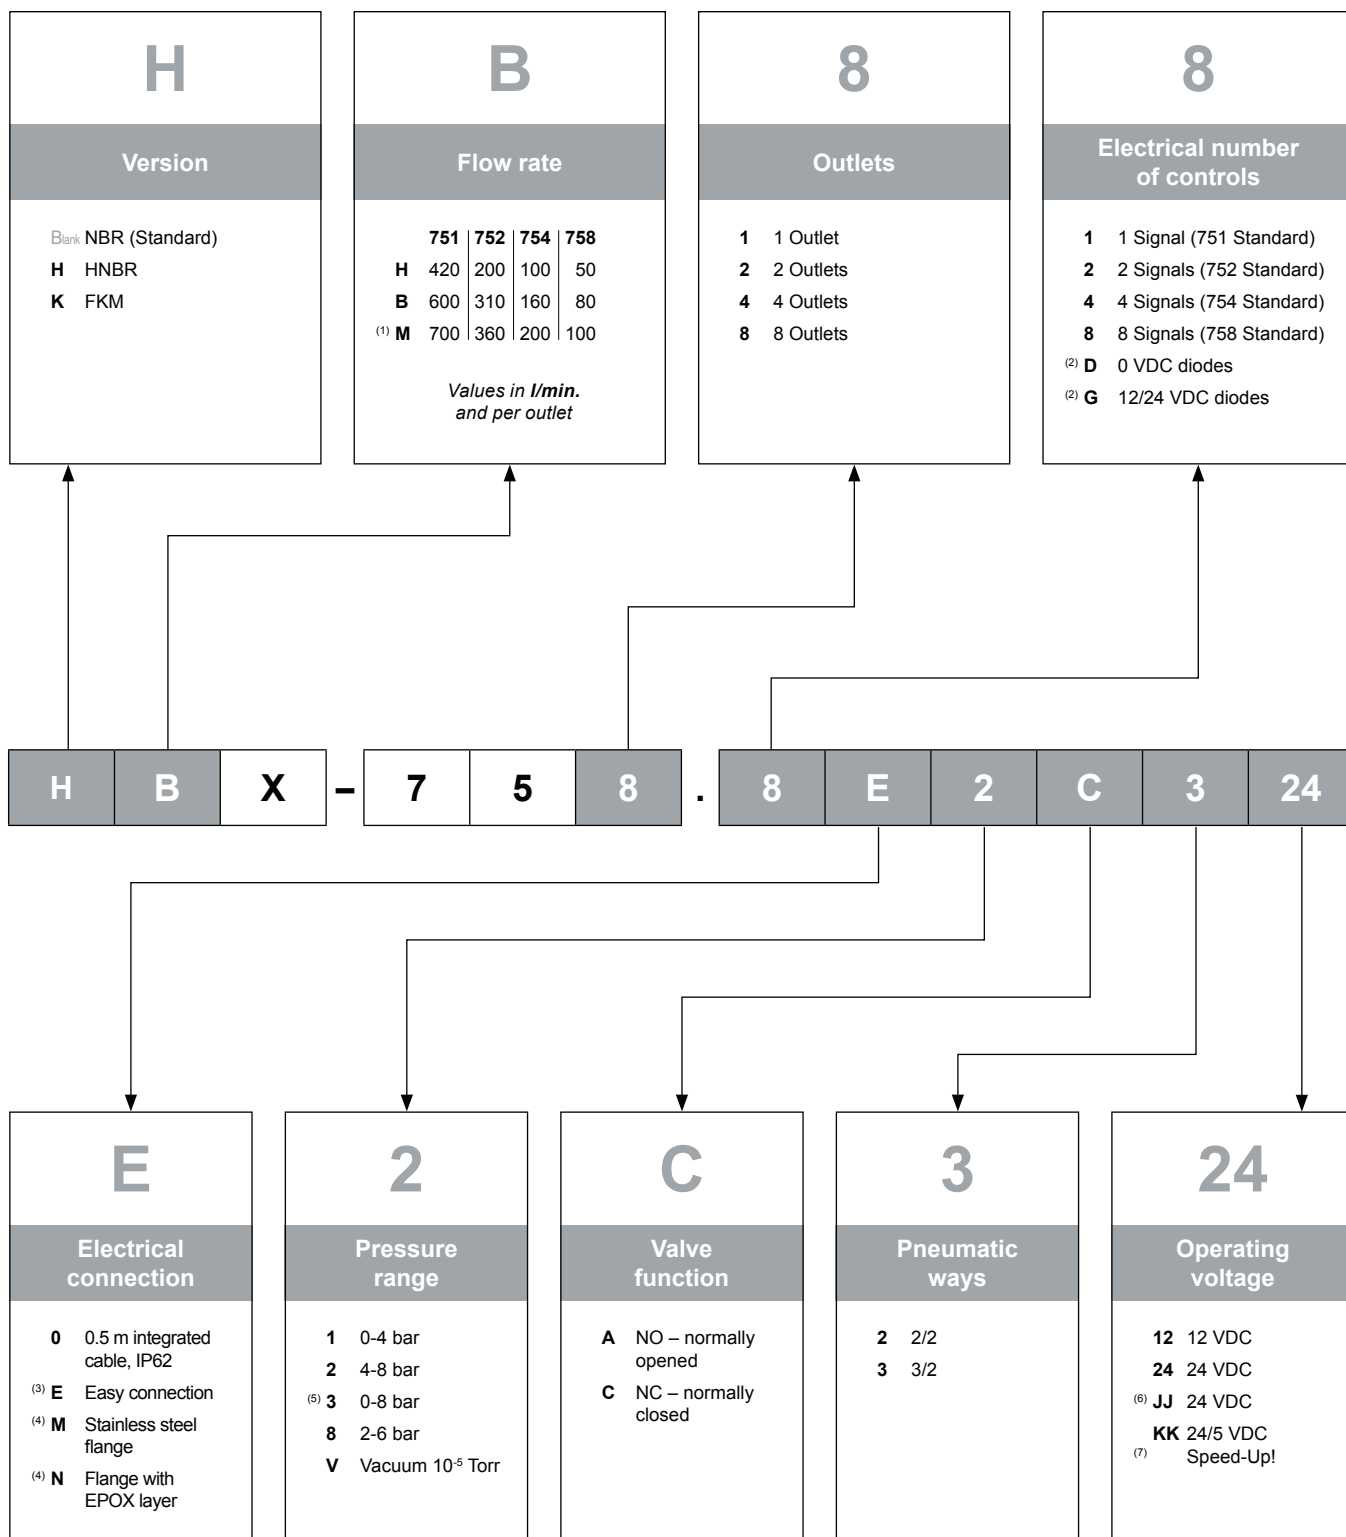 H
Version
Blank NBR (Standard)
H HNBR
K FKM
B
Flow rate
751 752 754 758
H 420 200 100 50
B 600 310 160 80
(1) M 700 360 200 100
Values in l/min.
and per outlet
8
Outlets
1 1 Outlet
2 2 Outlets
4 4 Outlets
8 8 Outlets
8
Electrical number
of controls
1 1 Signal (751 Standard)
2 2 Signals (752 Standard)
4 4 Signals (754 Standard)
8 8 Signals (758 Standard)
(2) D 0 VDC diodes
(2) G 12/24 VDC diodes
H B X – 7 5 8 . 8 E 2 C 3 24
E
Electrical
connection
0 0.5 m integrated
cable, IP62
(3) E Easy connection
(4) M Stainless steel
flange
(4) N Flange with
EPOX layer
2
Pressure
range
1 0-4 bar
2 4-8 bar
(5) 3 0-8 bar
8 2-6 bar
V Vacuum 10-5 Torr
C
Valve
function
A NO – normally
opened
C NC – normally
closed
3
Pneumatic
ways
2 2/2
3 3/2
24
Operating
voltage
12 12 VDC
24 24 VDC
(6) JJ 24 VDC
KK 24/5 VDC
(7) Speed-Up!